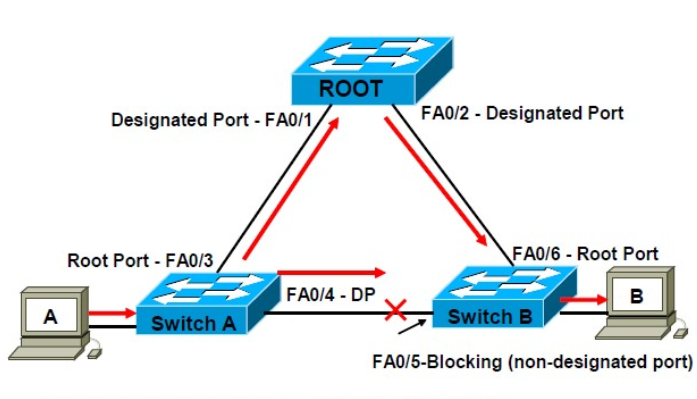 ROOT
Designated Port - FA0/1
FA0/2 - Designated Port
Root Port - FA0/3
FA0/6 - Root Port
FA0/4 - DP
A
Switch A
Switch B
B
FA0/5-Blocking (non-designated port)